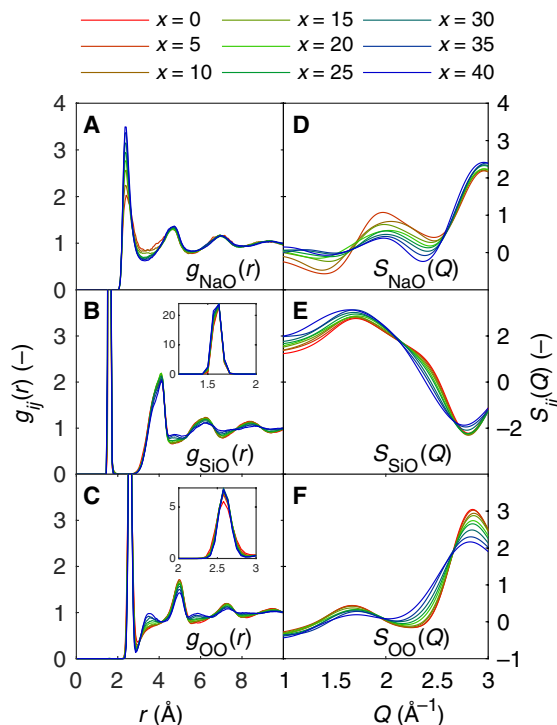 x = 0 x = 15 x = 30
x = 5 x = 20 x = 35
x = 10 x = 25 x = 40
A
4
3
2
1
0
g_NaO(r)
D
4
3
2
1
0
S_NaO(Q)
B
3
2
1
0
20
10
0
1.5 2
g_SiO(r)
E
2
0
−2
S_SiO(Q)
g_ij(r) (–)
S_ij(Q) (–)
C
3
2
1
0
5
0
2 2.5 3
g_OO(r)
F
3
2
1
0
−1
S_OO(Q)
0 2 4 6 8 1 1.5 2 2.5 3
r (Å) Q (Å⁻¹)